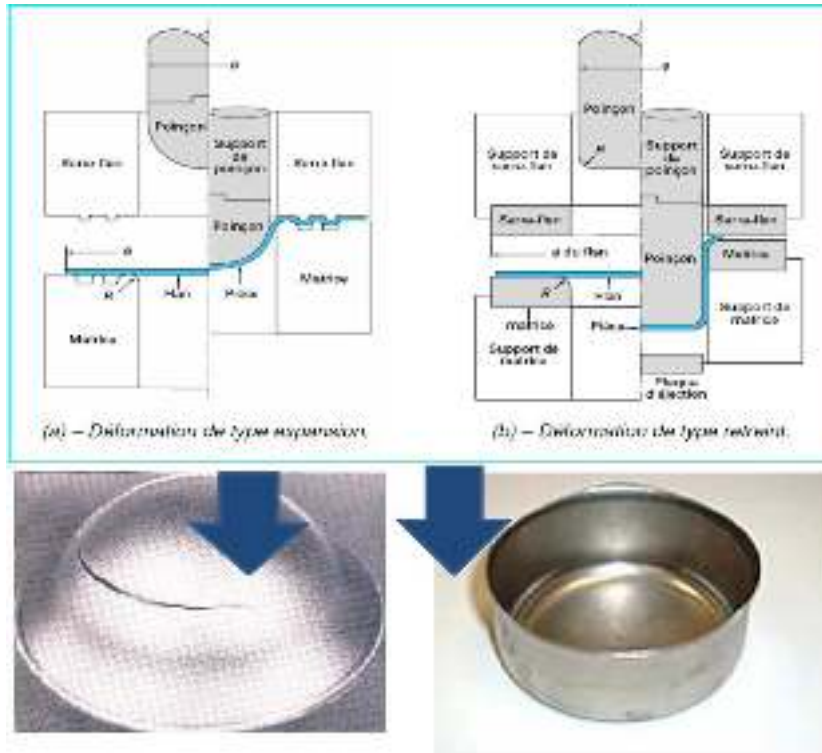 ø
Poinçon
Serre-flan
Support de
poinçon
Serre-flan
Poinçon
ø
R
Flan
Pièce
Matrice
Matrice
(a) – Déformation de type expansion.
ø
Poinçon
R
Support de
serre-flan
Support
de
poinçon
Support de
serre-flan
Serre-flan
Serre-flan
ø du flan
Poinçon
Matrice
R
Flan
matrice
Pièce
Support de
matrice
Support de
matrice
Plaque
d'éjection
(b) – Déformation de type retreint.